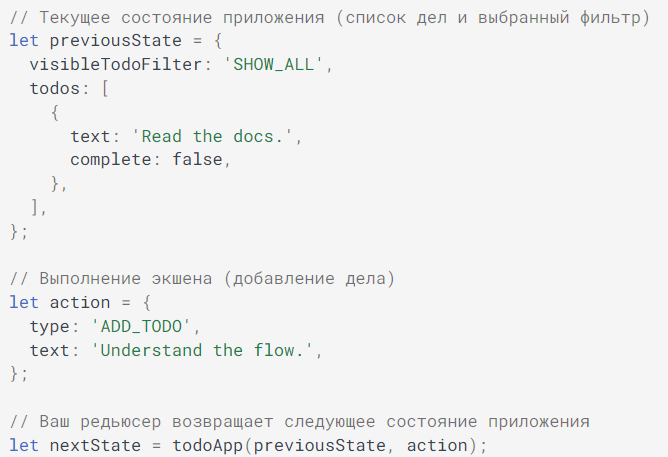 // Текущее состояние приложения (список дел и выбранный фильтр)
let previousState = {
  visibleTodoFilter: 'SHOW_ALL',
  todos: [
    {
      text: 'Read the docs.',
      complete: false,
    },
  ],
};

// Выполнение экшена (добавление дела)
let action = {
  type: 'ADD_TODO',
  text: 'Understand the flow.',
};

// Ваш редьюсер возвращает следующее состояние приложения
let nextState = todoApp(previousState, action);